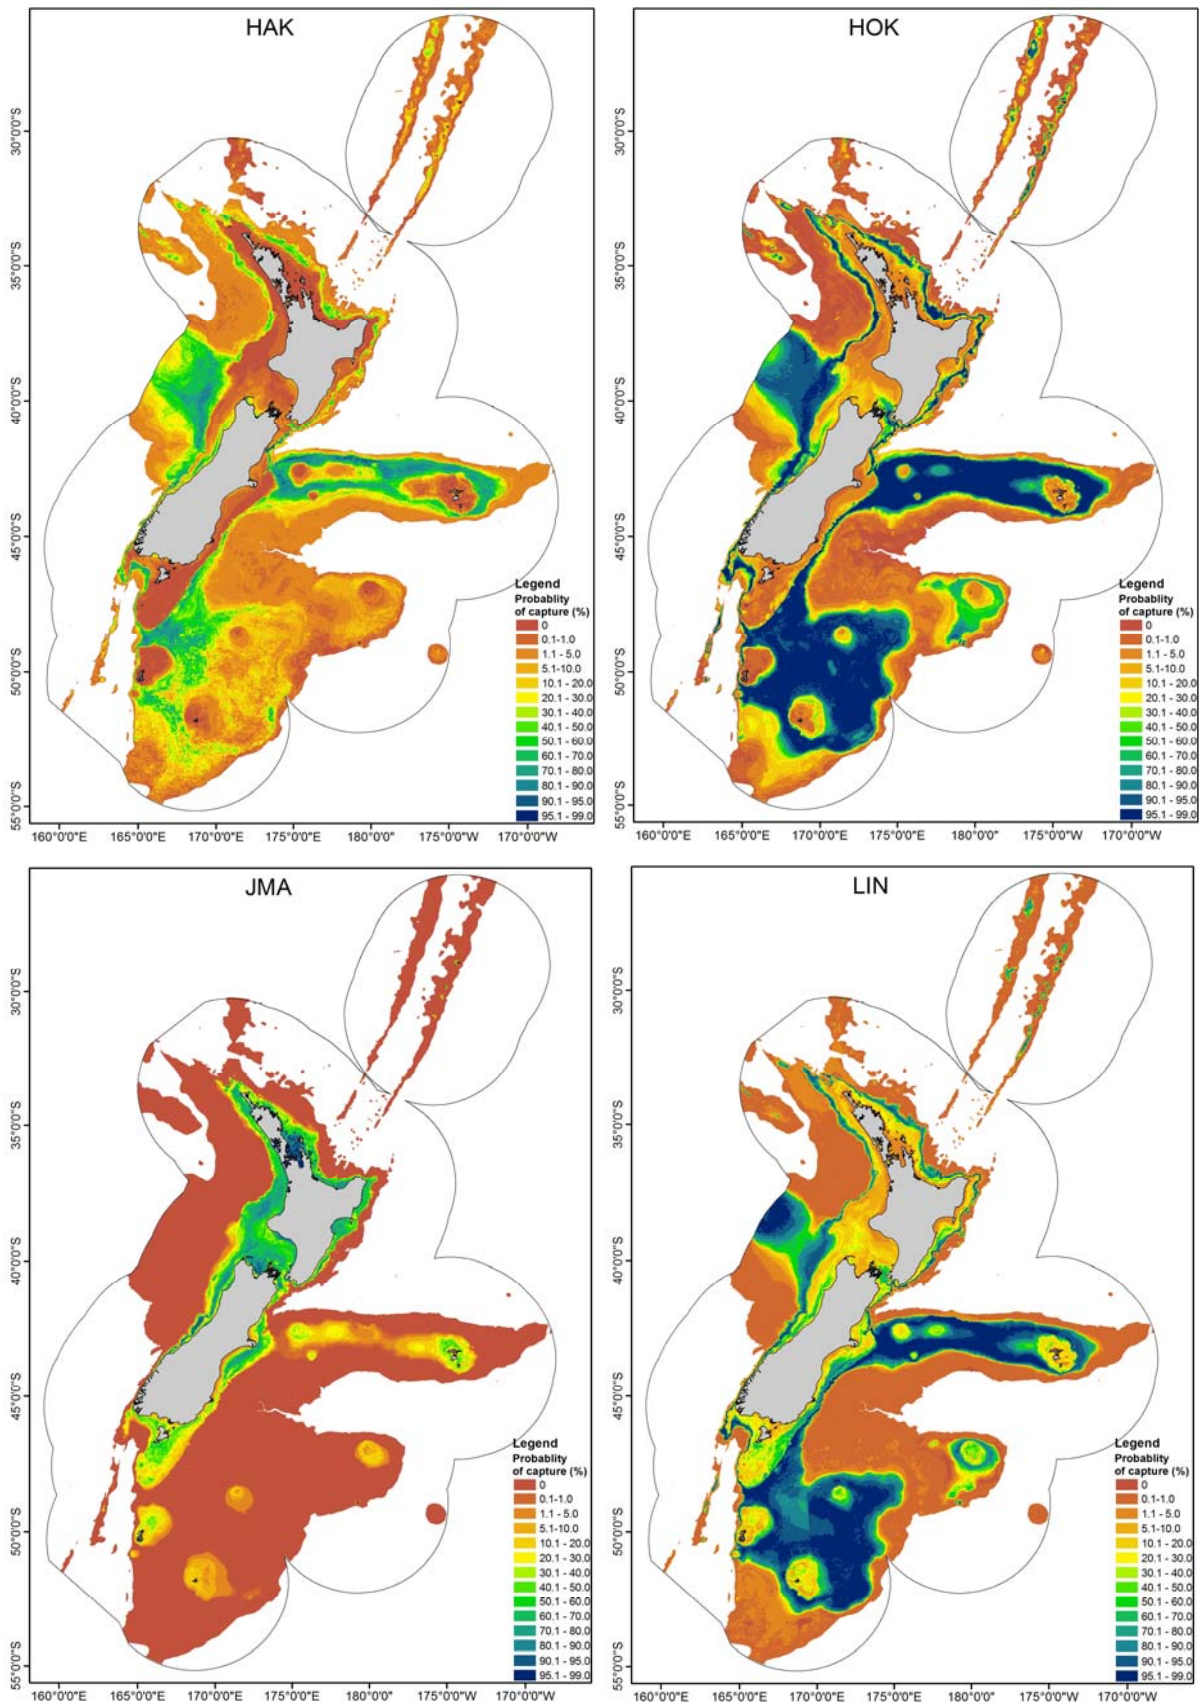 HAK
30°0'0"S
35°0'0"S
40°0'0"S
45°0'0"S
50°0'0"S
55°0'0"S
Legend
Probablity
of capture (%)
0
0.1-1.0
1.1 - 5.0
5.1-10.0
10.1 - 20.0
20.1 - 30.0
30.1 - 40.0
40.1 - 50.0
50.1 - 60.0
60.1 - 70.0
70.1 - 80.0
80.1 - 90.0
90.1 - 95.0
95.1 - 99.0
160°0'0"E 165°0'0"E 170°0'0"E 175°0'0"E 180°0'0"E 175°0'0"W 170°0'0"W
HOK
30°0'0"S
35°0'0"S
40°0'0"S
45°0'0"S
50°0'0"S
55°0'0"S
Legend
Probablity
of capture (%)
0
0.1-1.0
1.1 - 5.0
5.1-10.0
10.1 - 20.0
20.1 - 30.0
30.1 - 40.0
40.1 - 50.0
50.1 - 60.0
60.1 - 70.0
70.1 - 80.0
80.1 - 90.0
90.1 - 95.0
95.1 - 99.0
160°0'0"E 165°0'0"E 170°0'0"E 175°0'0"E 180°0'0"E 175°0'0"W 170°0'0"W
JMA
30°0'0"S
35°0'0"S
40°0'0"S
45°0'0"S
50°0'0"S
55°0'0"S
Legend
Probablity
of capture (%)
0
0.1-1.0
1.1 - 5.0
5.1-10.0
10.1 - 20.0
20.1 - 30.0
30.1 - 40.0
40.1 - 50.0
50.1 - 60.0
60.1 - 70.0
70.1 - 80.0
80.1 - 90.0
90.1 - 95.0
95.1 - 99.0
160°0'0"E 165°0'0"E 170°0'0"E 175°0'0"E 180°0'0"E 175°0'0"W 170°0'0"W
LIN
30°0'0"S
35°0'0"S
40°0'0"S
45°0'0"S
50°0'0"S
55°0'0"S
Legend
Probablity
of capture (%)
0
0.1-1.0
1.1 - 5.0
5.1-10.0
10.1 - 20.0
20.1 - 30.0
30.1 - 40.0
40.1 - 50.0
50.1 - 60.0
60.1 - 70.0
70.1 - 80.0
80.1 - 90.0
90.1 - 95.0
95.1 - 99.0
160°0'0"E 165°0'0"E 170°0'0"E 175°0'0"E 180°0'0"E 175°0'0"W 170°0'0"W